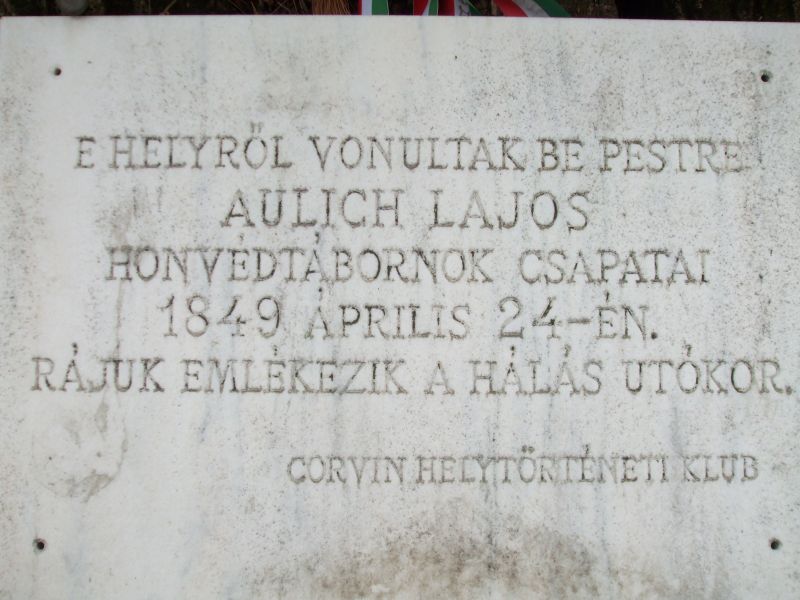 E HELYRŐL VONULTAK BE PESTRE
AULICH LAJOS
HONVÉDTÁBORNOK CSAPATAI
1849 ÁPRILIS 24-ÉN.
RÁJUK EMLÉKEZIK A HÁLÁS UTÓKOR.
CORVIN HELYTÖRTÉNETI KLUB